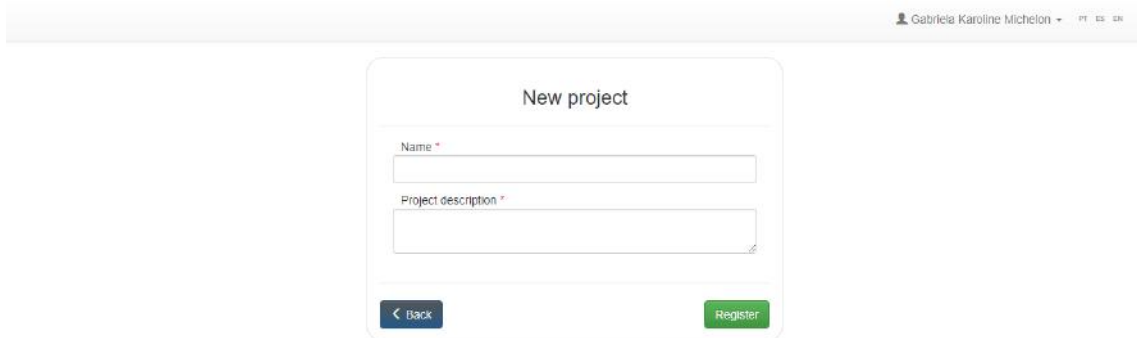 Gabriela Karoline Michelon PT ES EN
New project
Name *
Project description *
Back
Register